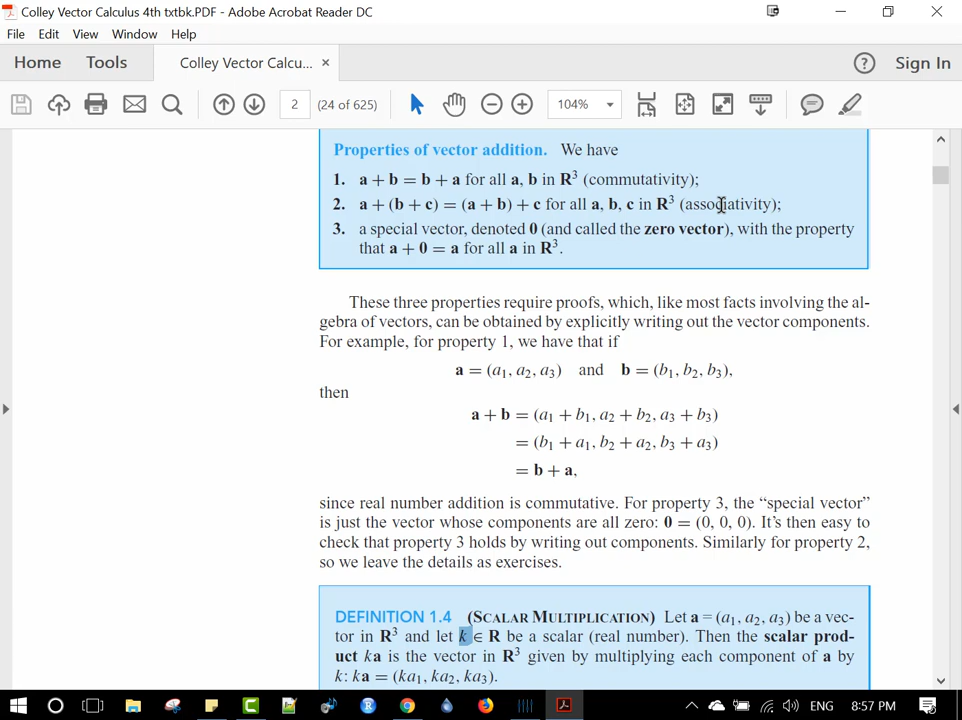 Colley Vector Calculus 4th txtbk.PDF - Adobe Acrobat Reader DC
File Edit View Window Help
Home Tools Colley Vector Calcu... × Sign In
2 (24 of 625) 104%
Properties of vector addition. We have
1. a + b = b + a for all a, b in R³ (commutativity);
2. a + (b + c) = (a + b) + c for all a, b, c in R³ (associativity);
3. a special vector, denoted 0 (and called the zero vector), with the property
that a + 0 = a for all a in R³.
These three properties require proofs, which, like most facts involving the al-
gebra of vectors, can be obtained by explicitly writing out the vector components.
For example, for property 1, we have that if
a = (a₁, a₂, a₃) and b = (b₁, b₂, b₃),
then
a + b = (a₁ + b₁, a₂ + b₂, a₃ + b₃)
= (b₁ + a₁, b₂ + a₂, b₃ + a₃)
= b + a,
since real number addition is commutative. For property 3, the “special vector”
is just the vector whose components are all zero: 0 = (0, 0, 0). It’s then easy to
check that property 3 holds by writing out components. Similarly for property 2,
so we leave the details as exercises.
DEFINITION 1.4 (SCALAR MULTIPLICATION) Let a = (a₁, a₂, a₃) be a vec-
tor in R³ and let k ∈ R be a scalar (real number). Then the scalar prod-
uct ka is the vector in R³ given by multiplying each component of a by
k: ka = (ka₁, ka₂, ka₃).
ENG 8:57 PM